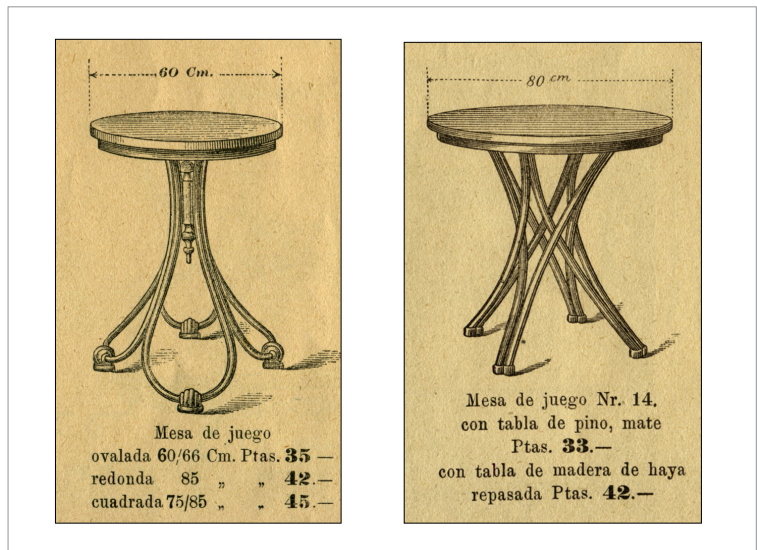 60 Cm.
Mesa de juego
ovalada 60/66 Cm. Ptas. 35 —
redonda 85 „ „ 42.—
cuadrada 75/85 „ „ 45.—
80 cm
Mesa de juego Nr. 14.
con tabla de pino, mate
Ptas. 33.—
con tabla de madera de haya
repasada Ptas. 42.—